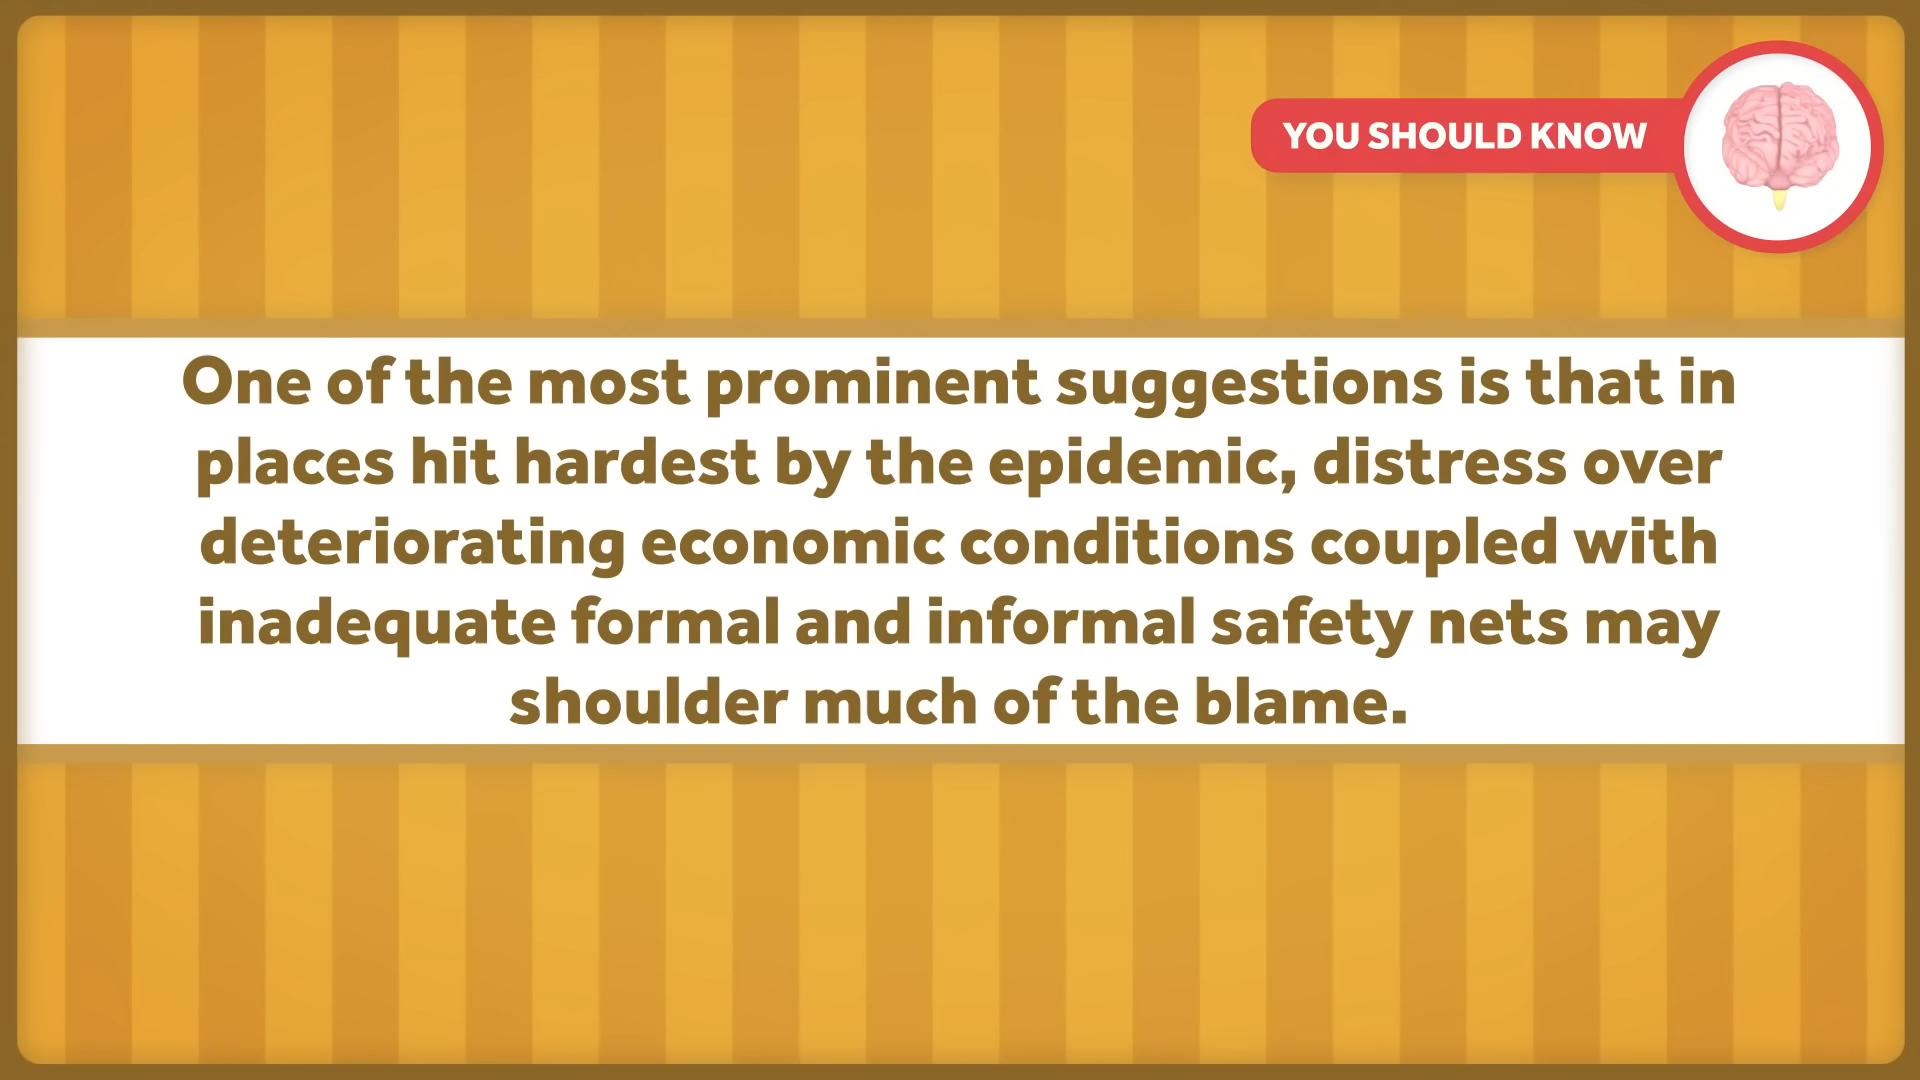 YOU SHOULD KNOW
One of the most prominent suggestions is that in
places hit hardest by the epidemic, distress over
deteriorating economic conditions coupled with
inadequate formal and informal safety nets may
shoulder much of the blame.